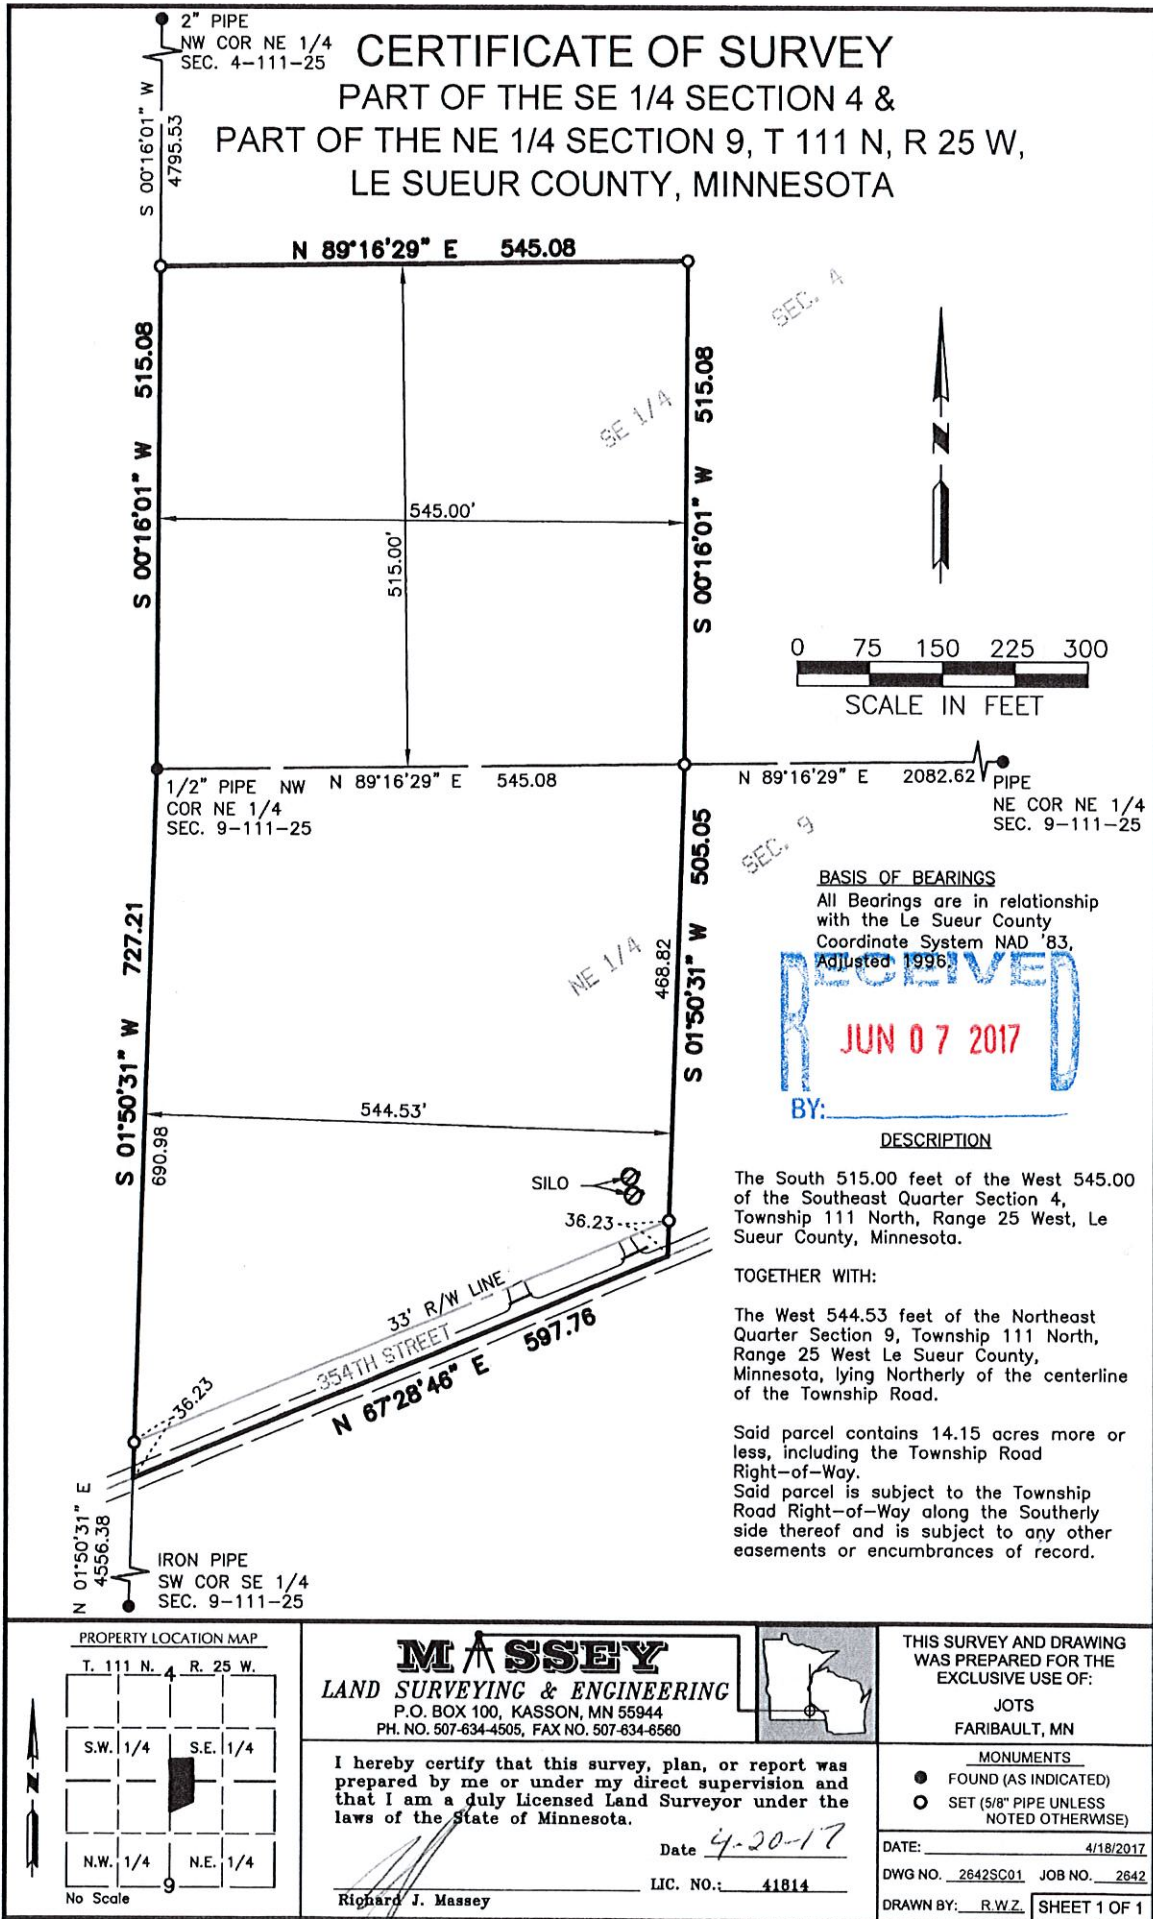 2" PIPE
NW COR NE 1/4
SEC. 4-111-25
CERTIFICATE OF SURVEY
PART OF THE SE 1/4 SECTION 4 &
PART OF THE NE 1/4 SECTION 9, T 111 N, R 25 W,
LE SUEUR COUNTY, MINNESOTA
S 00°16'01" W
4795.53
N 89°16'29" E 545.08
SEC. 4
S 00°16'01" W 515.08
SE 1/4
S 00°16'01" W 515.08
545.00'
515.00'
N
0 75 150 225 300
SCALE IN FEET
1/2" PIPE NW
COR NE 1/4
SEC. 9-111-25
N 89°16'29" E 545.08
N 89°16'29" E 2082.62
PIPE
NE COR NE 1/4
SEC. 9-111-25
SEC. 9
NE 1/4
S 01°50'31" W 727.21
690.98
S 01°50'31" W 505.05
468.82
BASIS OF BEARINGS
All Bearings are in relationship
with the Le Sueur County
Coordinate System NAD '83,
Adjusted 1996.
RECEIVED
JUN 07 2017
BY:
544.53'
SILO
36.23
33' R/W LINE
354TH STREET
N 67°28'46" E 597.76
36.23
N 01°50'31" E
4556.38
IRON PIPE
SW COR SE 1/4
SEC. 9-111-25
DESCRIPTION
The South 515.00 feet of the West 545.00
of the Southeast Quarter Section 4,
Township 111 North, Range 25 West, Le
Sueur County, Minnesota.
TOGETHER WITH:
The West 544.53 feet of the Northeast
Quarter Section 9, Township 111 North,
Range 25 West Le Sueur County,
Minnesota, lying Northerly of the centerline
of the Township Road.
Said parcel contains 14.15 acres more or
less, including the Township Road
Right-of-Way.
Said parcel is subject to the Township
Road Right-of-Way along the Southerly
side thereof and is subject to any other
easements or encumbrances of record.
PROPERTY LOCATION MAP
T. 111 N. 4 R. 25 W.
S.W. 1/4 S.E. 1/4
N
N.W. 1/4 N.E. 1/4
9
No Scale
MASSEY
LAND SURVEYING & ENGINEERING
P.O. BOX 100, KASSON, MN 55944
PH. NO. 507-634-4505, FAX NO. 507-634-6560
I hereby certify that this survey, plan, or report was
prepared by me or under my direct supervision and
that I am a duly Licensed Land Surveyor under the
laws of the State of Minnesota.
Date 4-20-17
LIC. NO.: 41814
Richard J. Massey
THIS SURVEY AND DRAWING
WAS PREPARED FOR THE
EXCLUSIVE USE OF:
JOTS
FARIBAULT, MN
MONUMENTS
FOUND (AS INDICATED)
SET (5/8" PIPE UNLESS
NOTED OTHERWISE)
DATE: 4/18/2017
DWG NO. 2642SC01 JOB NO. 2642
DRAWN BY: R.W.Z. SHEET 1 OF 1